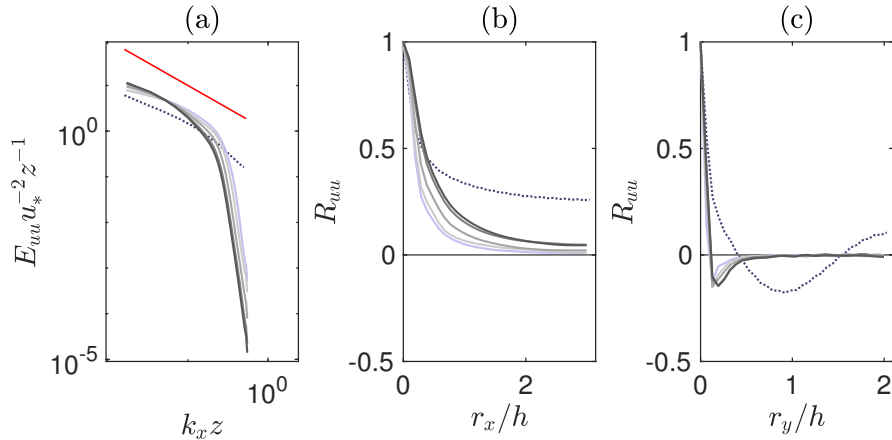 (a) (b) (c)
E_{uu} u_*^{-2} z^{-1}
10^0
10^{-5}
10^0
k_x z
R_{uu}
1
0.5
0
-0.5
0 2
r_x/h
R_{uu}
1
0.5
0
-0.5
0 1 2
r_y/h